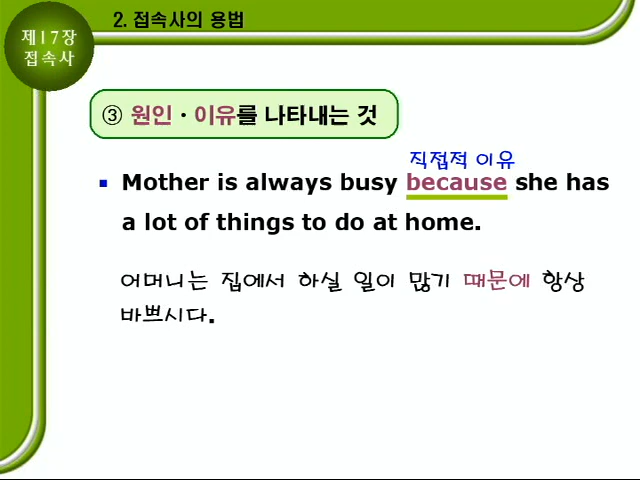 2. 접속사의 용법
제17장
접속사
③ 원인·이유를 나타내는 것
직접적 이유
▪ Mother is always busy because she has
a lot of things to do at home.
어머니는 집에서 하실 일이 많기 때문에 항상
바쁘시다.